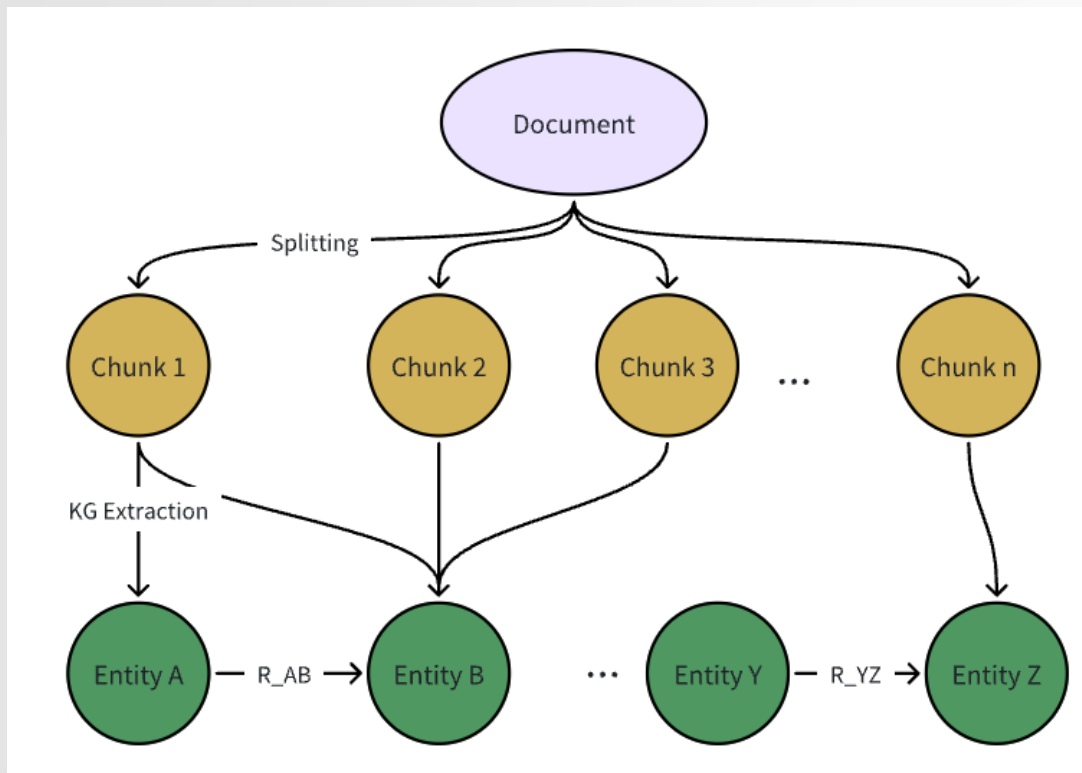 Document
Splitting
Chunk 1
Chunk 2
Chunk 3
...
Chunk n
KG Extraction
Entity A
R_AB
Entity B
...
Entity Y
R_YZ
Entity Z